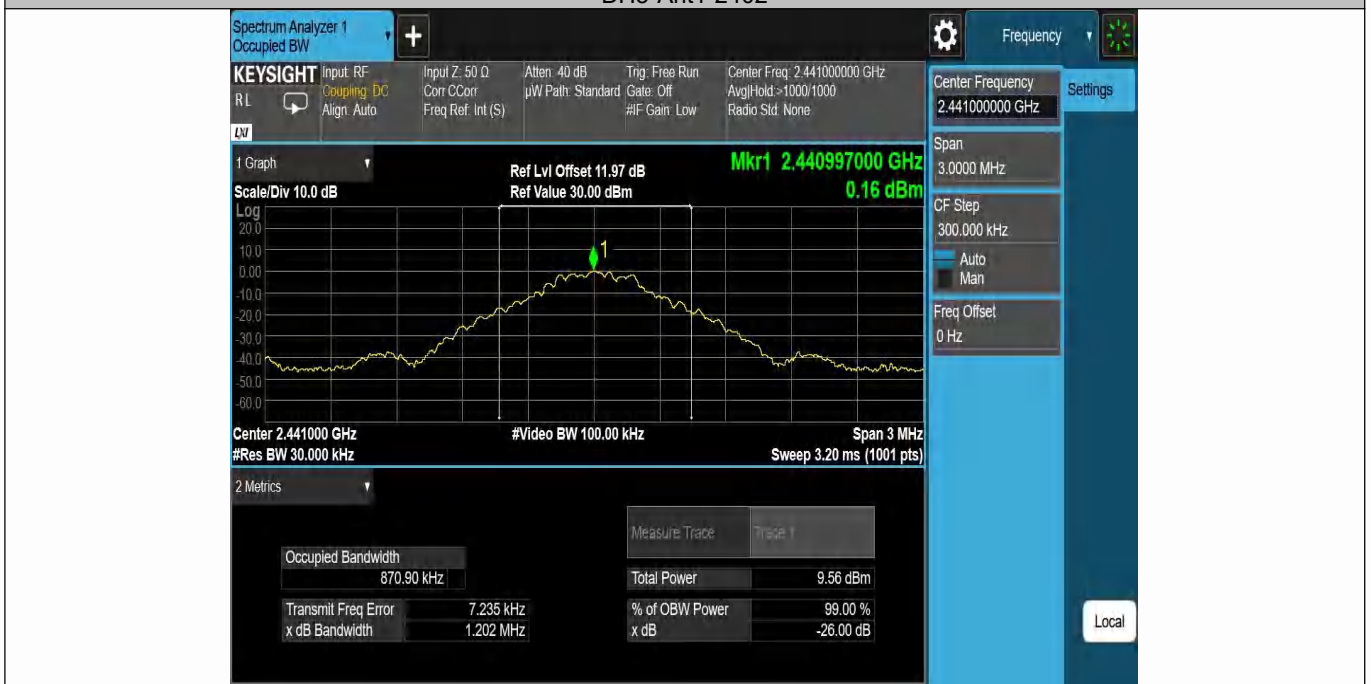 Spectrum Analyzer 1
Occupied BW
+
Frequency
KEYSIGHT
RL
LXI
Input: RF
Coupling: DC
Align: Auto
Input Z: 50 Ω
Corr CCorr
Freq Ref: Int (S)
Atten: 40 dB
µW Path: Standard
Trig: Free Run
Gate: Off
#IF Gain: Low
Center Freq: 2.441000000 GHz
Avg|Hold:>1000/1000
Radio Std: None
Center Frequency
2.441000000 GHz
Settings
Span
3.0000 MHz
CF Step
300.000 kHz
Auto
Man
Freq Offset
0 Hz
Local
1 Graph
Scale/Div 10.0 dB
Ref Lvl Offset 11.97 dB
Ref Value 30.00 dBm
Mkr1 2.440997000 GHz
0.16 dBm
Log
20.0
10.0
0.00
-10.0
-20.0
-30.0
-40.0
-50.0
-60.0
1
Center 2.441000 GHz
#Video BW 100.00 kHz
Span 3 MHz
#Res BW 30.000 kHz
Sweep 3.20 ms (1001 pts)
2 Metrics
Measure Trace
Trace 1
Occupied Bandwidth
870.90 kHz
Total Power
9.56 dBm
Transmit Freq Error
7.235 kHz
% of OBW Power
99.00 %
x dB Bandwidth
1.202 MHz
x dB
-26.00 dB